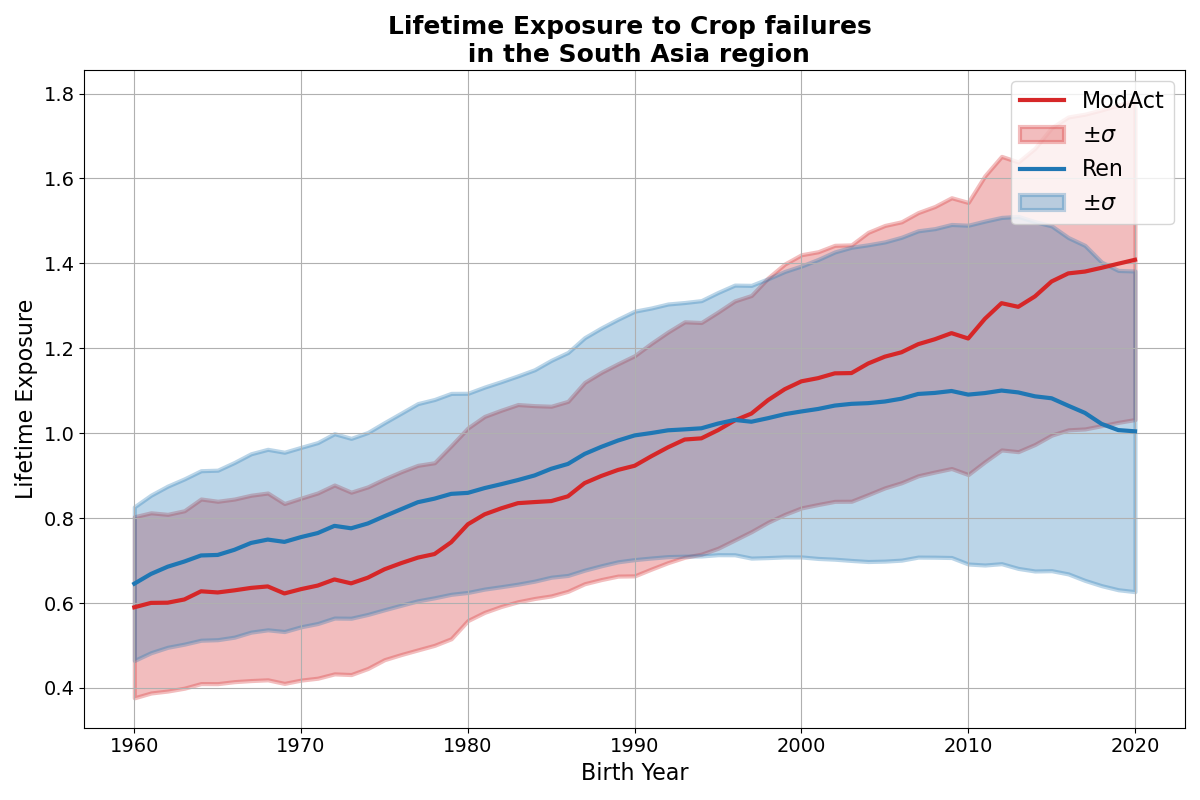 Lifetime Exposure to Crop failures
in the South Asia region
Lifetime Exposure
1.8
1.6
1.4
1.2
1.0
0.8
0.6
0.4
ModAct
±σ
Ren
±σ
1960 1970 1980 1990 2000 2010 2020
Birth Year